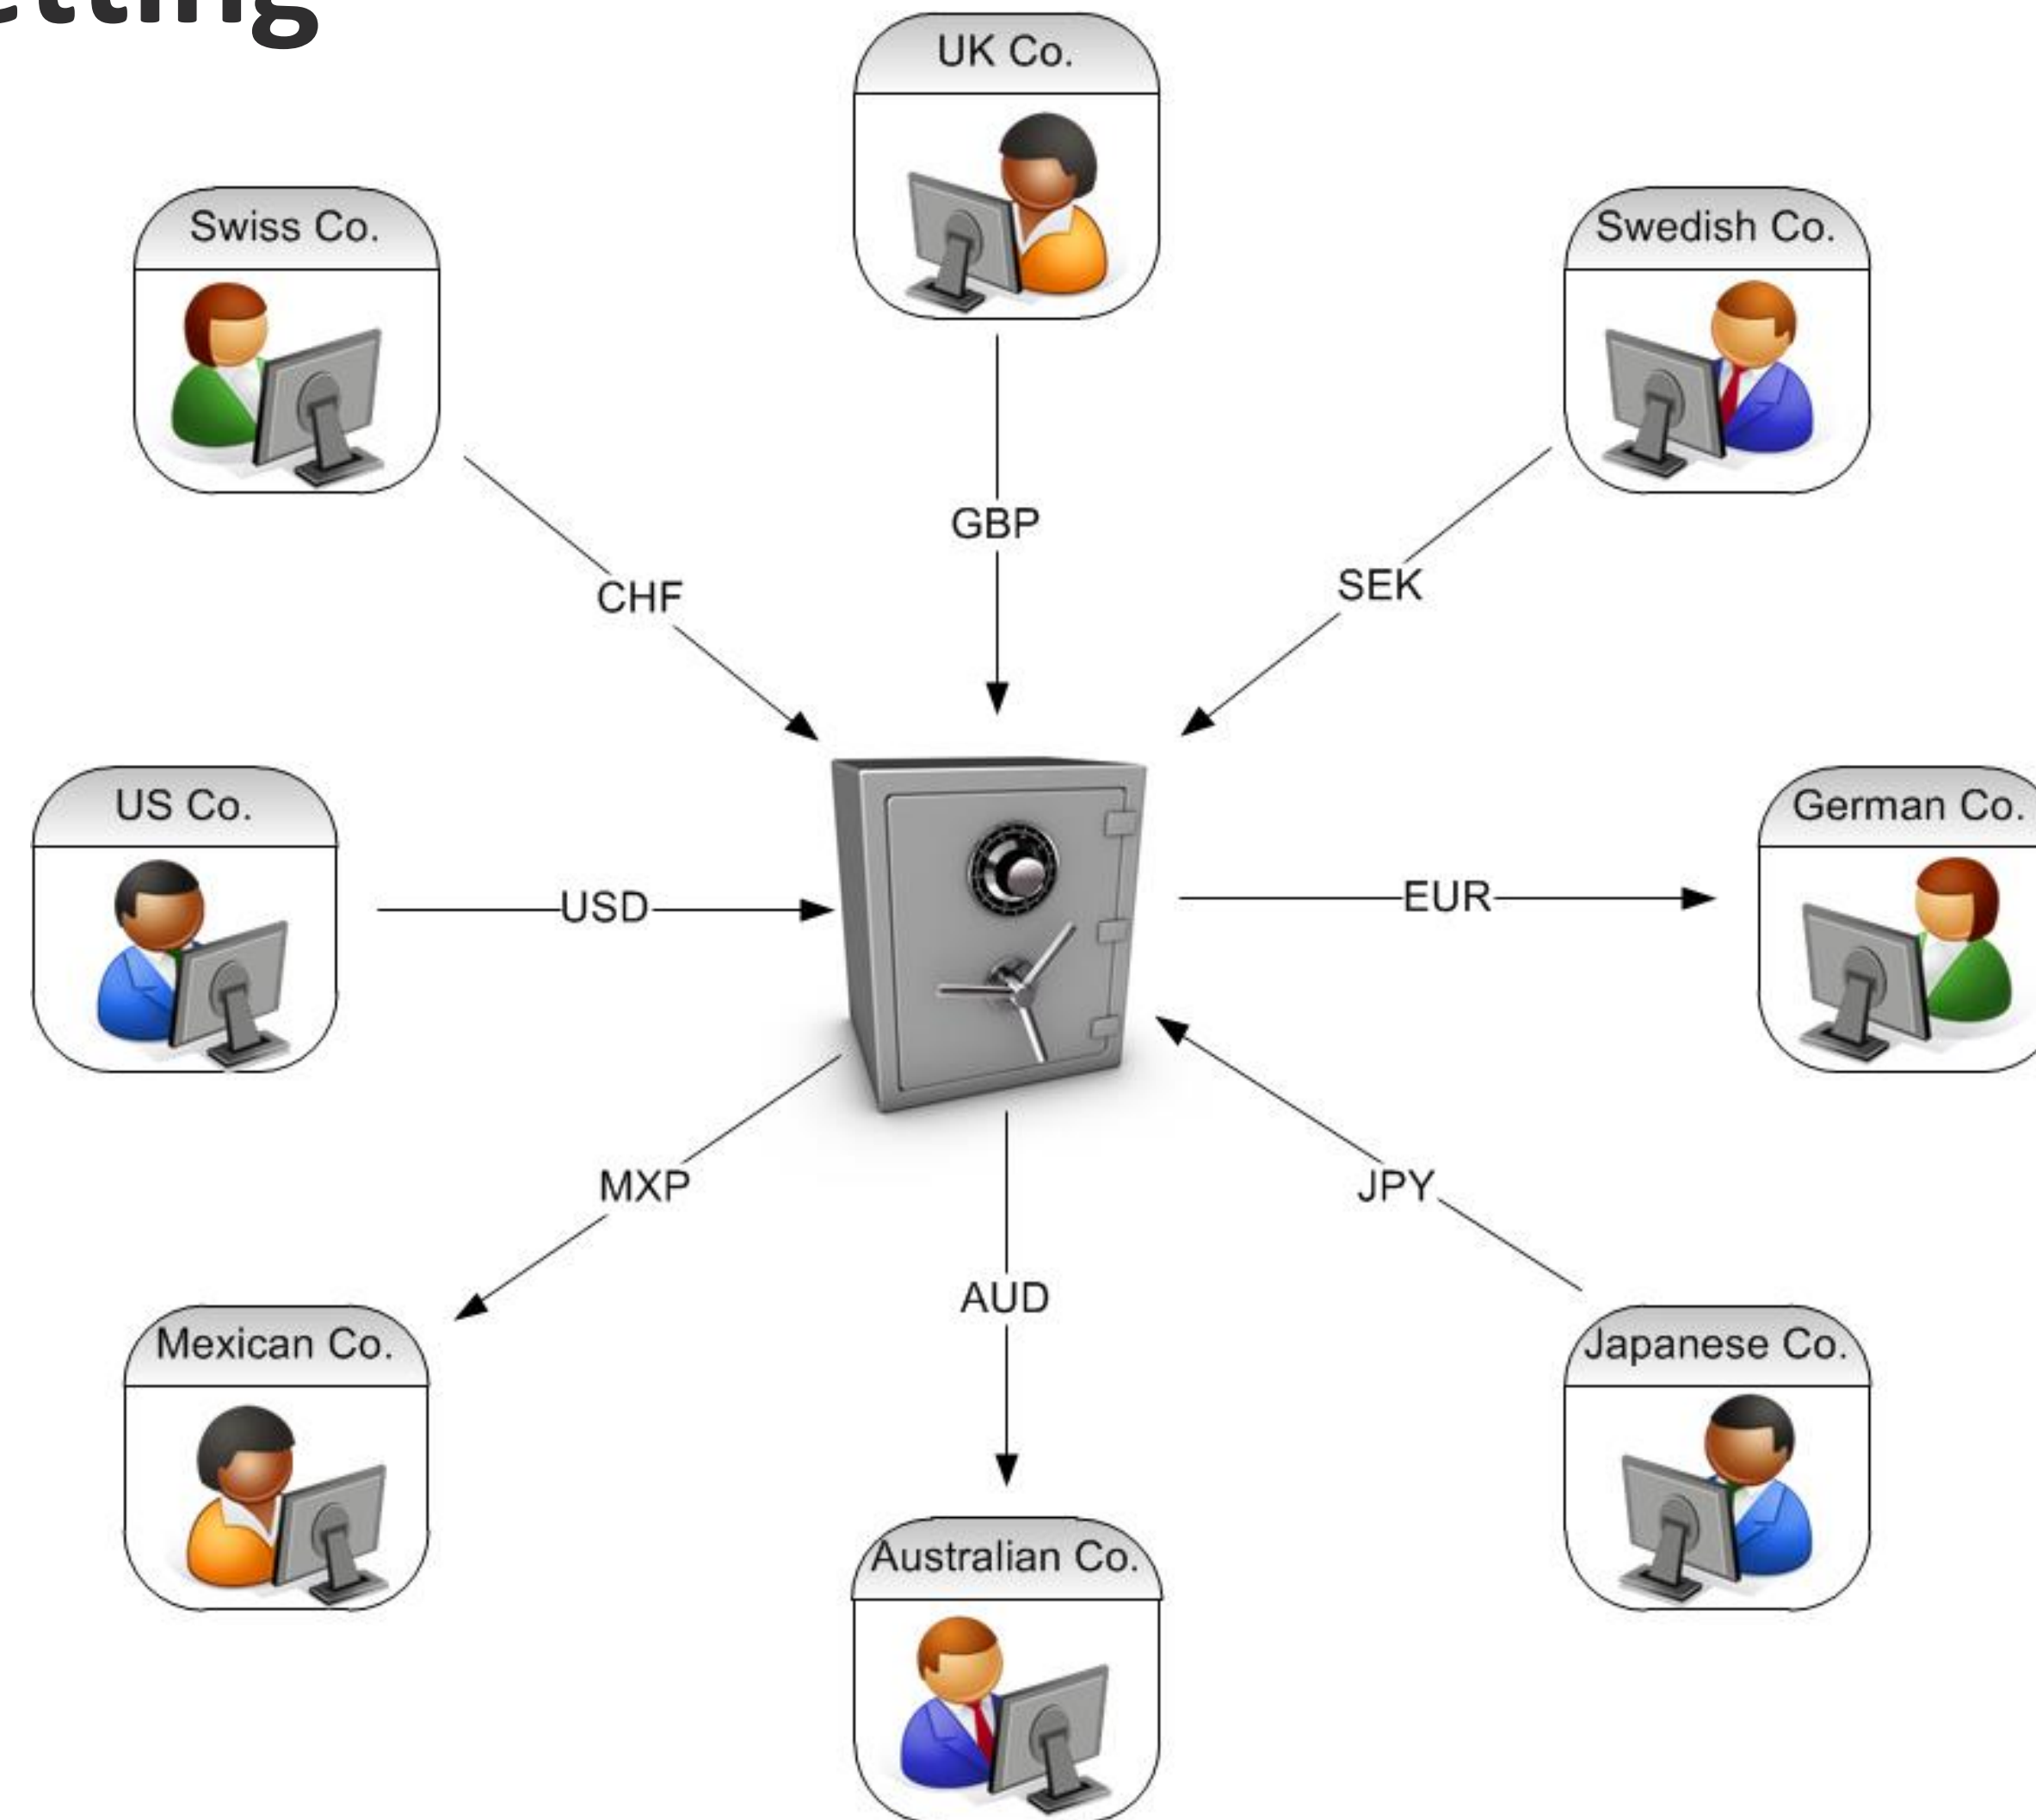 UK Co.
Swiss Co.
Swedish Co.
GBP
CHF
SEK
US Co.
German Co.
USD
EUR
MXP
JPY
AUD
Mexican Co.
Japanese Co.
Australian Co.